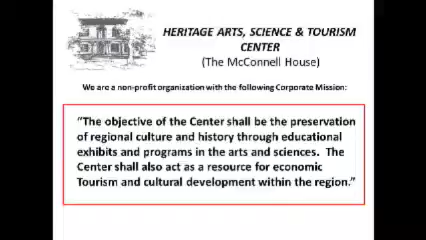 HERITAGE ARTS, SCIENCE & TOURISM
CENTER
(The McConnell House)
We are a non-profit organization with the following Corporate Mission:
"The objective of the Center shall be the preservation
of regional culture and history through educational
exhibits and programs in the arts and sciences. The
Center shall also act as a resource for economic
Tourism and cultural development within the region."